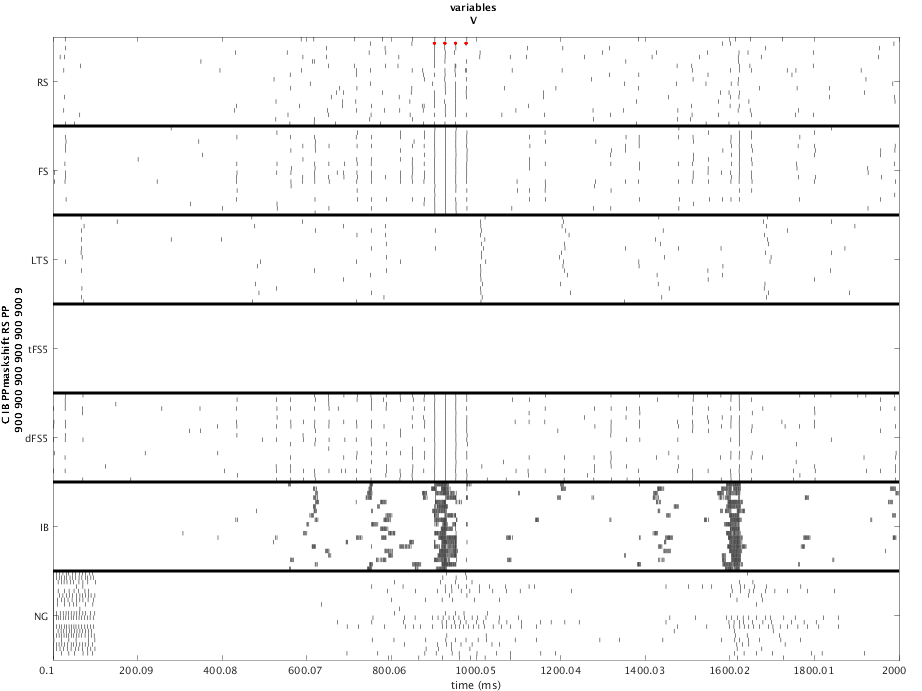 variables
V
RS
FS
LTS
tFS5
dFS5
IB
NG
C IB PPmaskshift RS PP
900 900 900 900 900 900 9
0.1 200.09 400.08 600.07 800.06 1000.05 1200.04 1400.03 1600.02 1800.01 2000
time (ms)